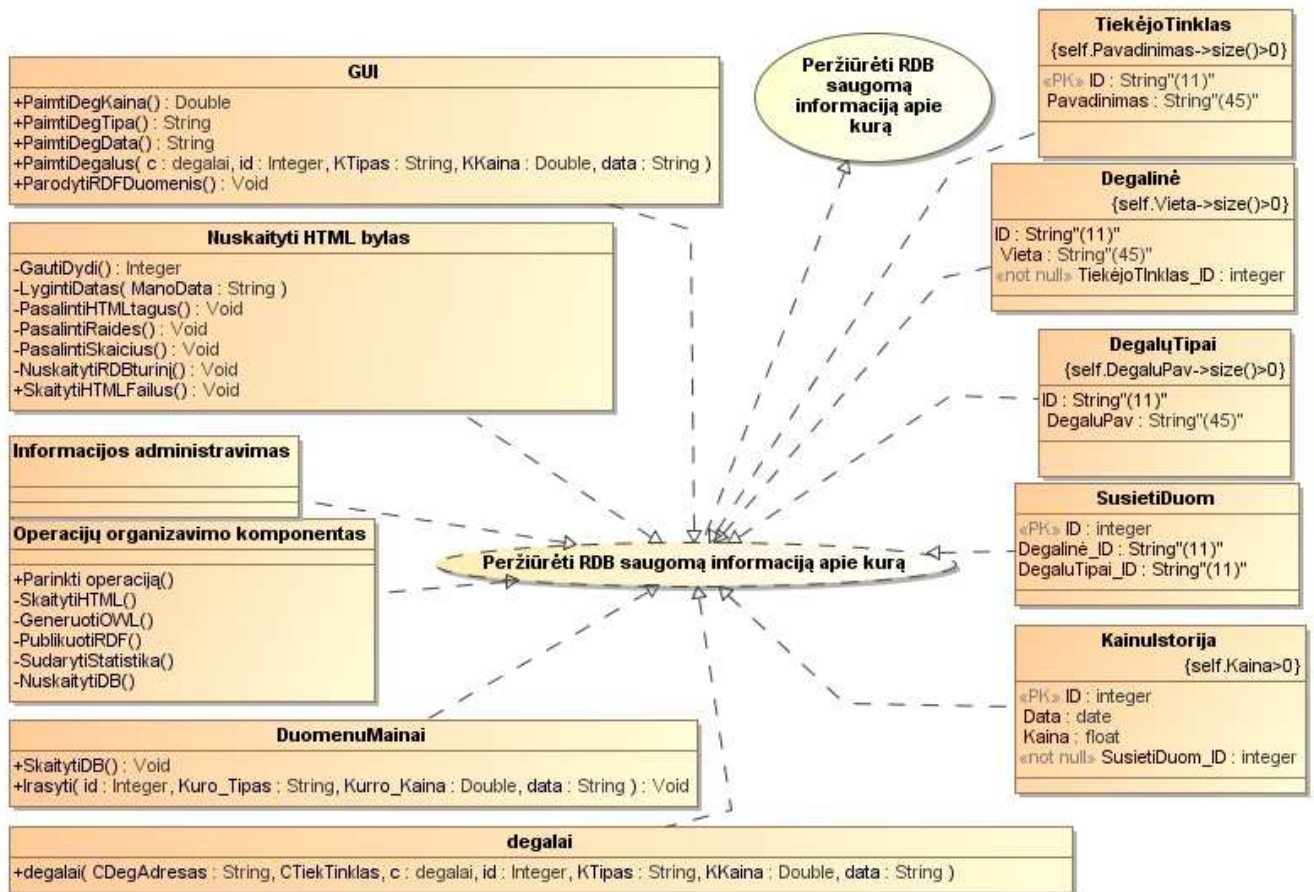 GUI
+PaimtiDegKaina() : Double
+PaimtiDegTipa() : String
+PaimtiDegData() : String
+PaimtiDegalus( c : degalai, id : Integer, KTipas : String, KKaina : Double, data : String )
+ParodytiRDFDuomenis() : Void
Nuskaityti HTML bylas
-GautiDydi() : Integer
-LygintiDatas( ManoData : String )
-PasalintiHTMLtagus() : Void
-PasalintiRaides() : Void
-PasalintiSkaicius() : Void
-NuskaitytiRDBturinį() : Void
+SkaitytiHTMLFailus() : Void
Informacijos administravimas
Operacijų organizavimo komponentas
+Parinkti operaciją()
-SkaitytiHTML()
-GeneruotiOWL()
-PublikuotiRDF()
-SudarytiStatistika()
-NuskaitytiDB()
DuomenuMainai
+SkaitytiDB() : Void
+Irasyti( id : Integer, Kuro_Tipas : String, Kurro_Kaina : Double, data : String ) : Void
degalai
+degalai( CDegAdresas : String, CTiekTinklas, c : degalai, id : Integer, KTipas : String, KKaina : Double, data : String )
Peržiūrėti RDB
saugomą
informaciją apie
kurą
Peržiūrėti RDB saugomą informaciją apie kurą
TiekėjoTinklas
{self.Pavadinimas->size()>0}
«PK» ID : String"(11)"
Pavadinimas : String"(45)"
Degalinė
{self.Vieta->size()>0}
ID : String"(11)"
Vieta : String"(45)"
«not null» TiekėjoTInklas_ID : integer
DegalųTipai
{self.DegaluPav->size()>0}
ID : String"(11)"
DegaluPav : String"(45)"
SusietiDuom
«PK» ID : integer
Degalinė_ID : String"(11)"
DegaluTipai_ID : String"(11)"
KainuIstorija
{self.Kaina>0}
«PK» ID : integer
Data : date
Kaina : float
«not null» SusietiDuom_ID : integer